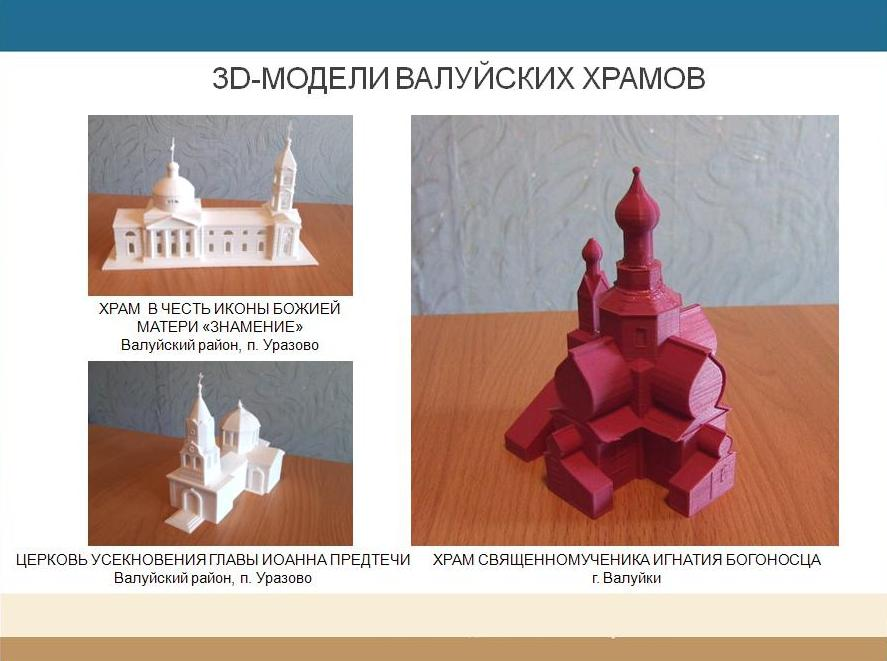 3D-МОДЕЛИ ВАЛУЙСКИХ ХРАМОВ
ХРАМ В ЧЕСТЬ ИКОНЫ БОЖИЕЙ
МАТЕРИ «ЗНАМЕНИЕ»
Валуйский район, п. Уразово
ЦЕРКОВЬ УСЕКНОВЕНИЯ ГЛАВЫ ИОАННА ПРЕДТЕЧИ
Валуйский район, п. Уразово
ХРАМ СВЯЩЕННОМУЧЕНИКА ИГНАТИЯ БОГОНОСЦА
г. Валуйки